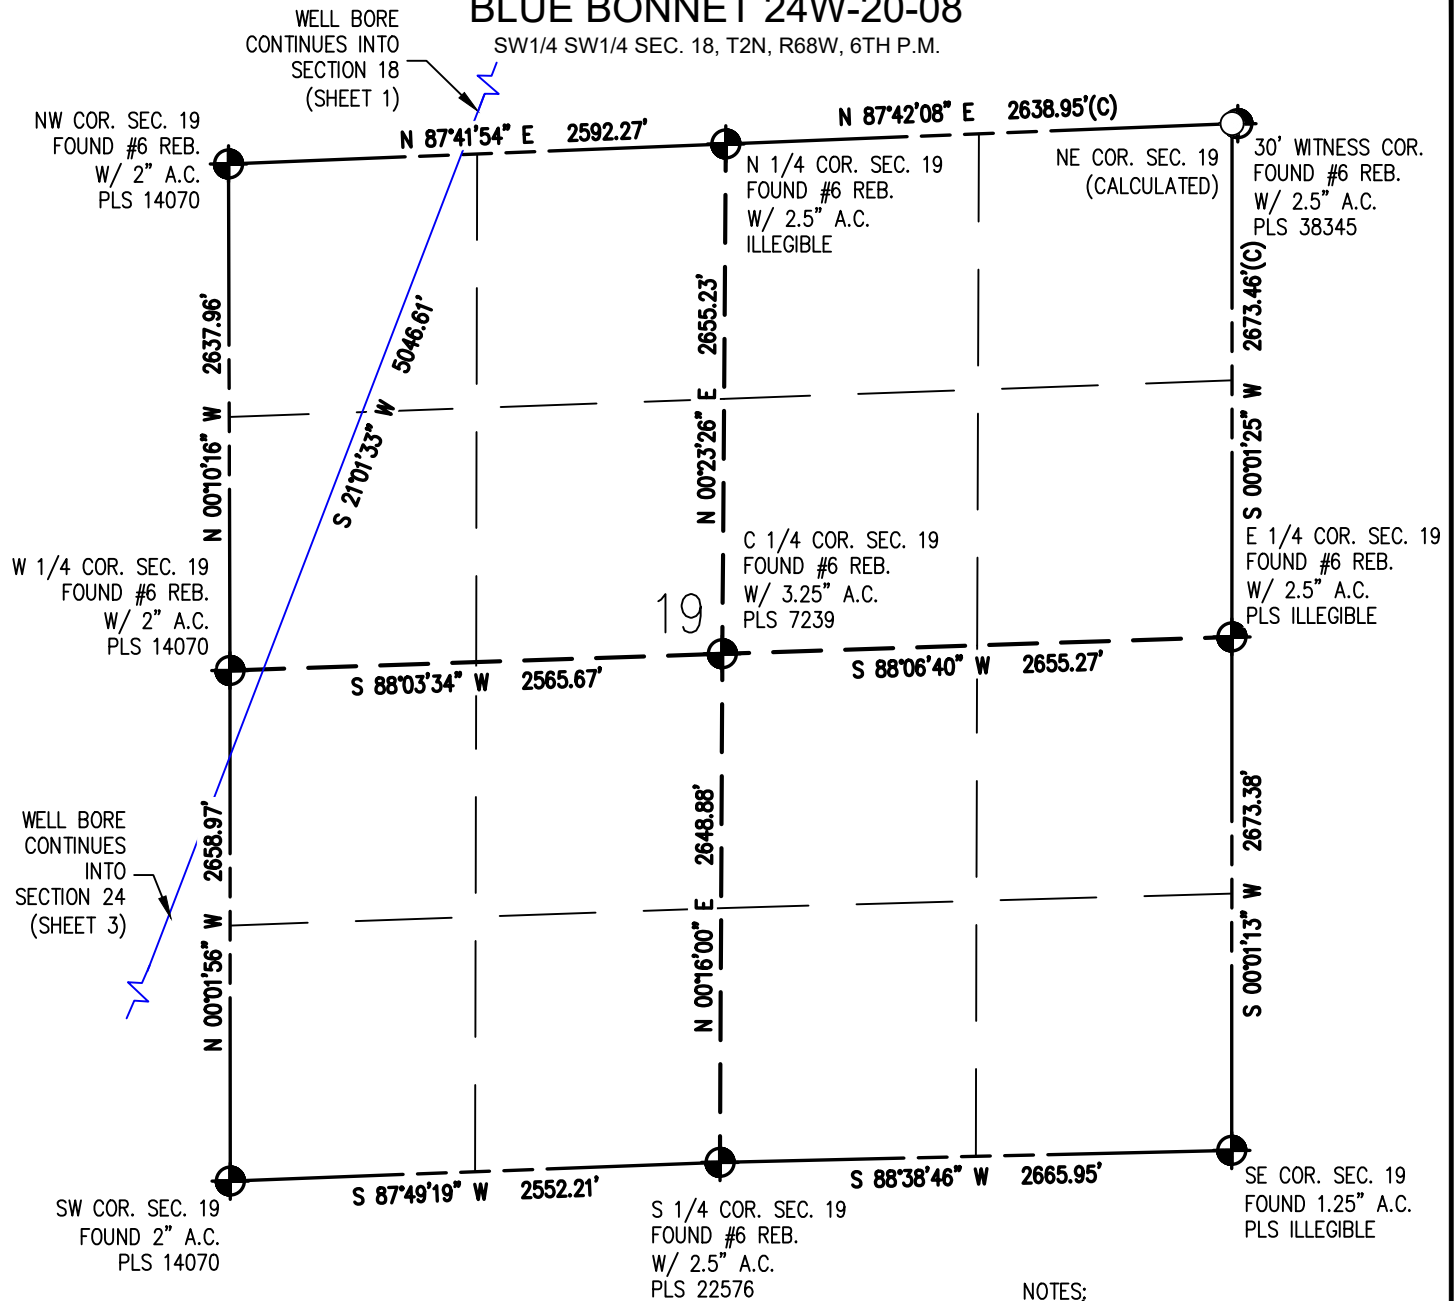 BLUE BONNET 24W-20-08
SW1/4 SW1/4 SEC. 18, T2N, R68W, 6TH P.M.
WELL BORE
CONTINUES INTO
SECTION 18
(SHEET 1)
NW COR. SEC. 19
FOUND #6 REB.
W/ 2" A.C.
PLS 14070
N 87°41'54" E 2592.27'
N 87°42'08" E 2638.95'(C)
N 1/4 COR. SEC. 19
FOUND #6 REB.
W/ 2.5" A.C.
ILLEGIBLE
NE COR. SEC. 19
(CALCULATED)
30' WITNESS COR.
FOUND #6 REB.
W/ 2.5" A.C.
PLS 38345
N 00°10'16" W 2637.96'
S 21°01'33" W 5046.61'
N 00°23'26" E 2655.23'
S 00°01'25" W 2673.46'(C)
W 1/4 COR. SEC. 19
FOUND #6 REB.
W/ 2" A.C.
PLS 14070
19
C 1/4 COR. SEC. 19
FOUND #6 REB.
W/ 3.25" A.C.
PLS 7239
E 1/4 COR. SEC. 19
FOUND #6 REB.
W/ 2.5" A.C.
PLS ILLEGIBLE
S 88°03'34" W 2565.67'
S 88°06'40" W 2655.27'
WELL BORE
CONTINUES
INTO
SECTION 24
(SHEET 3)
N 00°01'56" W 2658.97'
N 00°16'00" E 2648.88'
S 00°01'13" W 2673.38'
SW COR. SEC. 19
FOUND 2" A.C.
PLS 14070
S 87°49'19" W 2552.21'
S 88°38'46" W 2665.95'
S 1/4 COR. SEC. 19
FOUND #6 REB.
W/ 2.5" A.C.
PLS 22576
SE COR. SEC. 19
FOUND 1.25" A.C.
PLS ILLEGIBLE
NOTES;